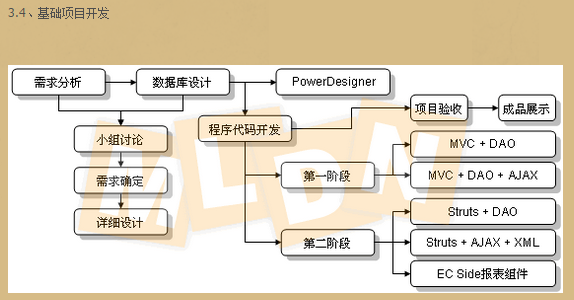 3.4、基础项目开发
需求分析
数据库设计
PowerDesigner
程序代码开发
项目验收
成品展示
小组讨论
需求确定
详细设计
第一阶段
MVC + DAO
MVC + DAO + AJAX
第二阶段
Struts + DAO
Struts + AJAX + XML
EC Side报表组件
MLDN